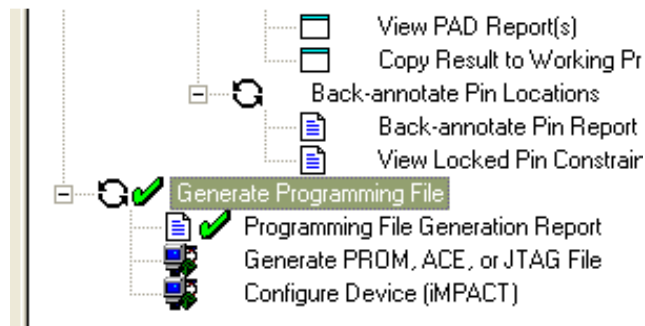 View PAD Report(s)
Copy Result to Working Pr
Back-annotate Pin Locations
Back-annotate Pin Report
View Locked Pin Constrain
Generate Programming File
Programming File Generation Report
Generate PROM, ACE, or JTAG File
Configure Device (iMPACT)